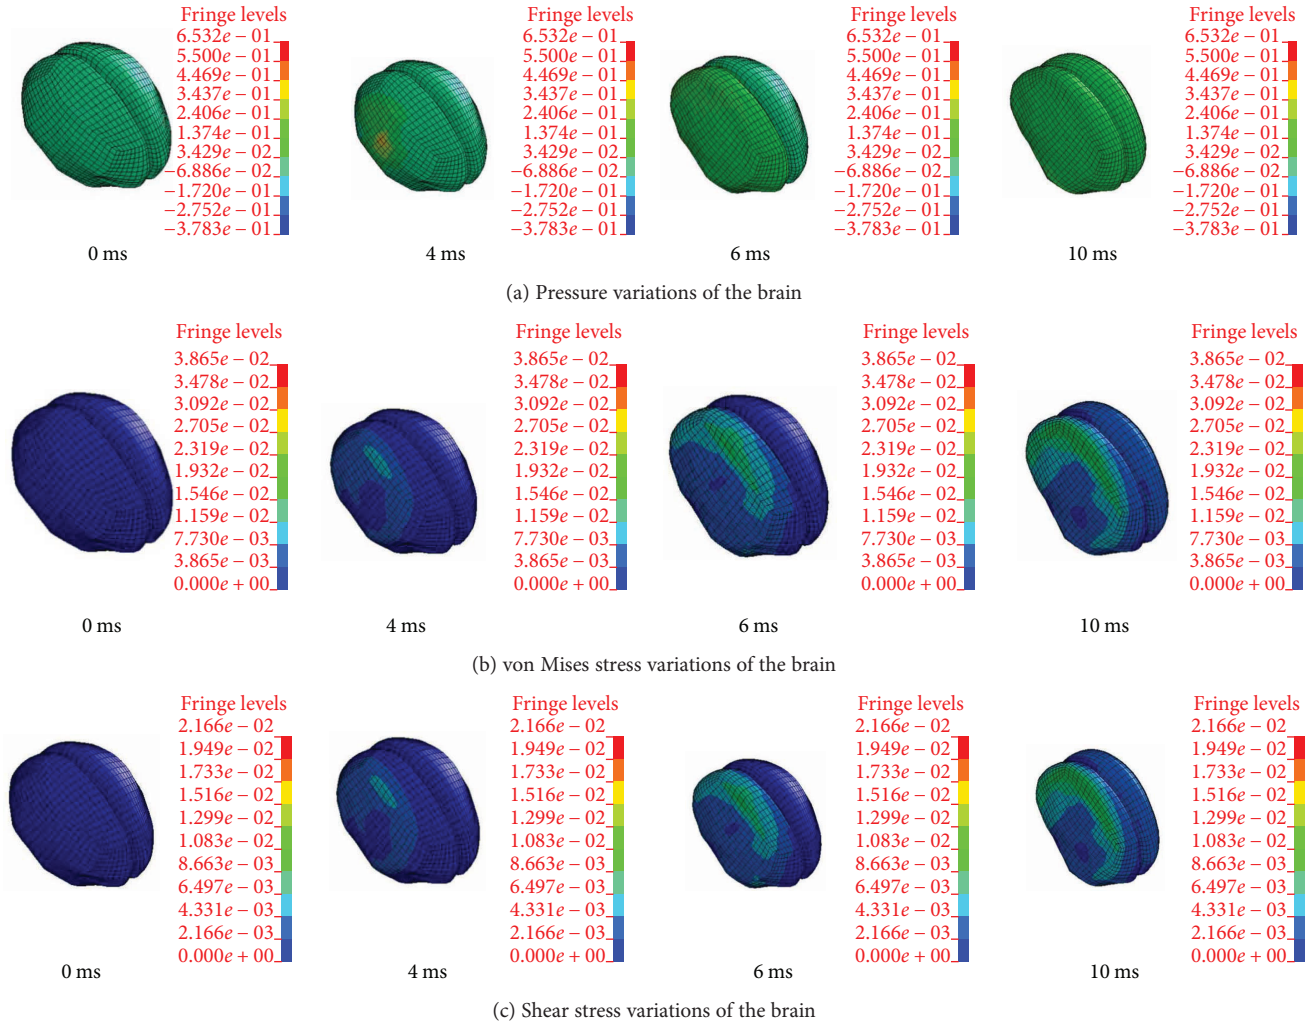 Fringe levels
6.532e − 01
5.500e − 01
4.469e − 01
3.437e − 01
2.406e − 01
1.374e − 01
3.429e − 02
−6.886e − 02
−1.720e − 01
−2.752e − 01
−3.783e − 01
0 ms
Fringe levels
6.532e − 01
5.500e − 01
4.469e − 01
3.437e − 01
2.406e − 01
1.374e − 01
3.429e − 02
−6.886e − 02
−1.720e − 01
−2.752e − 01
−3.783e − 01
4 ms
Fringe levels
6.532e − 01
5.500e − 01
4.469e − 01
3.437e − 01
2.406e − 01
1.374e − 01
3.429e − 02
−6.886e − 02
−1.720e − 01
−2.752e − 01
−3.783e − 01
6 ms
Fringe levels
6.532e − 01
5.500e − 01
4.469e − 01
3.437e − 01
2.406e − 01
1.374e − 01
3.429e − 02
−6.886e − 02
−1.720e − 01
−2.752e − 01
−3.783e − 01
10 ms
(a) Pressure variations of the brain
Fringe levels
3.865e − 02
3.478e − 02
3.092e − 02
2.705e − 02
2.319e − 02
1.932e − 02
1.546e − 02
1.159e − 02
7.730e − 03
3.865e − 03
0.000e + 00
0 ms
Fringe levels
3.865e − 02
3.478e − 02
3.092e − 02
2.705e − 02
2.319e − 02
1.932e − 02
1.546e − 02
1.159e − 02
7.730e − 03
3.865e − 03
0.000e + 00
4 ms
Fringe levels
3.865e − 02
3.478e − 02
3.092e − 02
2.705e − 02
2.319e − 02
1.932e − 02
1.546e − 02
1.159e − 02
7.730e − 03
3.865e − 03
0.000e + 00
6 ms
Fringe levels
3.865e − 02
3.478e − 02
3.092e − 02
2.705e − 02
2.319e − 02
1.932e − 02
1.546e − 02
1.159e − 02
7.730e − 03
3.865e − 03
0.000e + 00
10 ms
(b) von Mises stress variations of the brain
Fringe levels
2.166e − 02
1.949e − 02
1.733e − 02
1.516e − 02
1.299e − 02
1.083e − 02
8.663e − 03
6.497e − 03
4.331e − 03
2.166e − 03
0.000e + 00
0 ms
Fringe levels
2.166e − 02
1.949e − 02
1.733e − 02
1.516e − 02
1.299e − 02
1.083e − 02
8.663e − 03
6.497e − 03
4.331e − 03
2.166e − 03
0.000e + 00
4 ms
Fringe levels
2.166e − 02
1.949e − 02
1.733e − 02
1.516e − 02
1.299e − 02
1.083e − 02
8.663e − 03
6.497e − 03
4.331e − 03
2.166e − 03
0.000e + 00
6 ms
Fringe levels
2.166e − 02
1.949e − 02
1.733e − 02
1.516e − 02
1.299e − 02
1.083e − 02
8.663e − 03
6.497e − 03
4.331e − 03
2.166e − 03
0.000e + 00
10 ms
(c) Shear stress variations of the brain